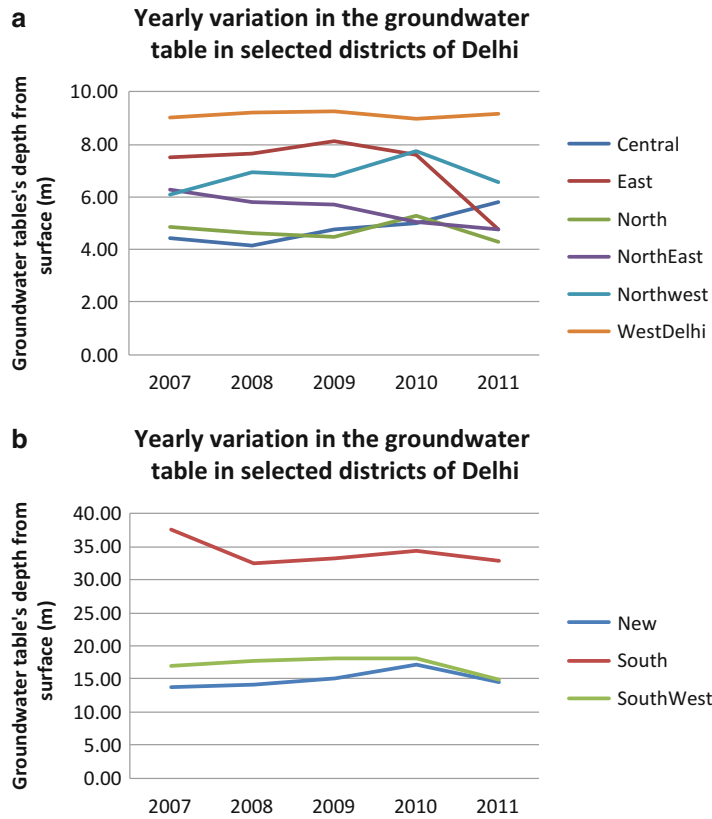 a
Yearly variation in the groundwater
table in selected districts of Delhi
Groundwater tables's depth from
surface (m)
10.00
8.00
6.00
4.00
2.00
0.00
2007 2008 2009 2010 2011
Central
East
North
NorthEast
Northwest
WestDelhi
b
Yearly variation in the groundwater
table in selected districts of Delhi
Groundwater table's depth from
surface (m)
40.00
35.00
30.00
25.00
20.00
15.00
10.00
5.00
0.00
2007 2008 2009 2010 2011
New
South
SouthWest